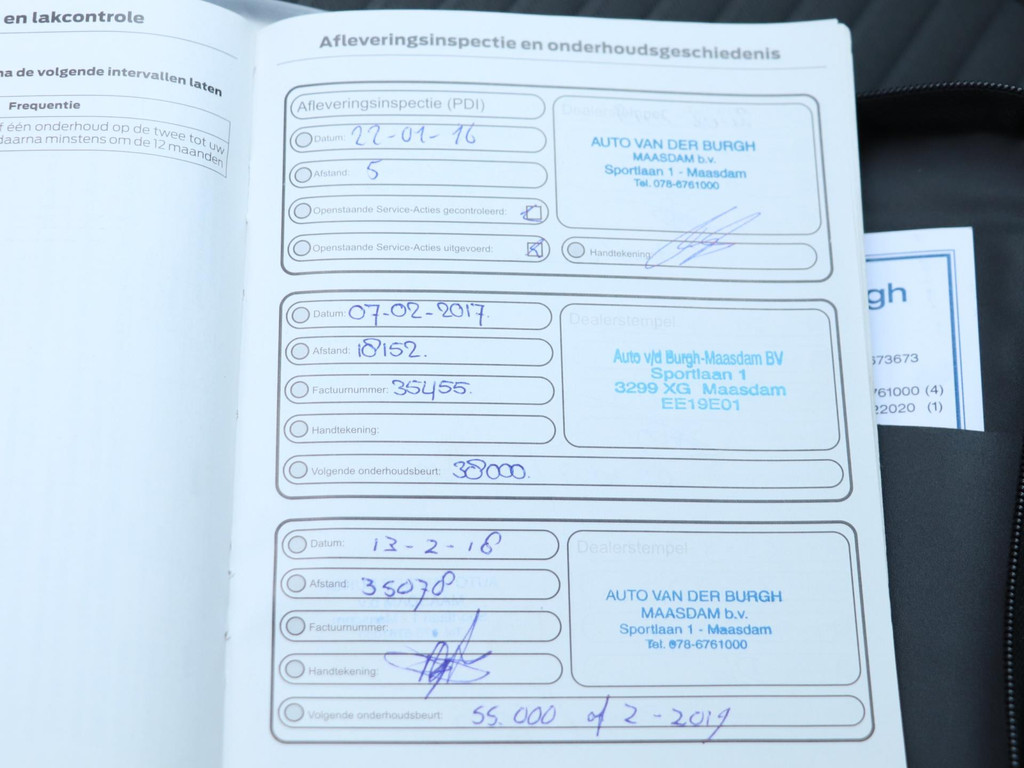 en lakcontrole
na de volgende intervallen laten
Frequentie
f één onderhoud op de twee tot uw
daarna minstens om de 12 maanden
Afleveringsinspectie en onderhoudsgeschiedenis
Afleveringsinspectie (PDI)
Datum: 22-01-16
Afstand: 5
Openstaande Service-Acties gecontroleerd:
Openstaande Service-Acties uitgevoerd:
AUTO VAN DER BURGH
MAASDAM b.v.
Sportlaan 1 - Maasdam
Tel. 078-6761000
Handtekening:
Datum: 07-02-2017.
Afstand: 18152.
Factuurnummer: 35455.
Handtekening:
Volgende onderhoudsbeurt: 38000.
Dealerstempel
Auto v/d Burgh-Maasdam BV
Sportlaan 1
3299 XG Maasdam
EE19E01
Datum: 13-2-18
Afstand: 35078
Factuurnummer:
Handtekening:
Volgende onderhoudsbeurt: 55.000 of 2-2019
Dealerstempel
AUTO VAN DER BURGH
MAASDAM b.v.
Sportlaan 1 - Maasdam
Tel. 078-6761000
gh
673673
761000 (4)
22020 (1)